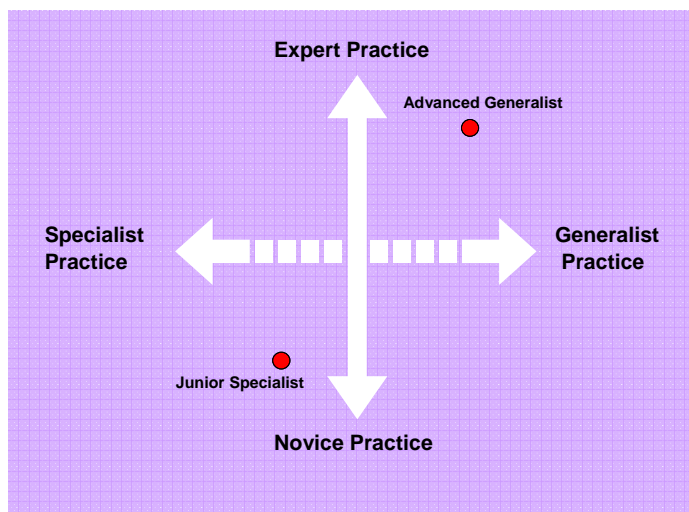 Expert Practice
Advanced Generalist
Specialist
Practice
Generalist
Practice
Junior Specialist
Novice Practice